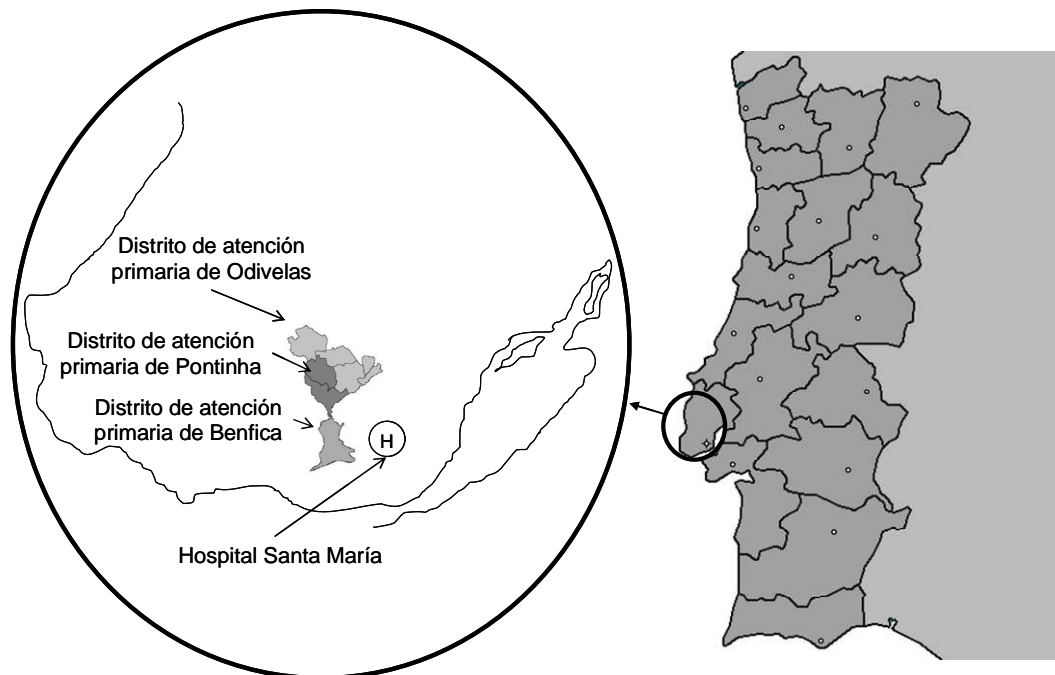 Distrito de atención
primaria de Odivelas
Distrito de atención
primaria de Pontinha
Distrito de atención
primaria de Benfica
H
Hospital Santa María